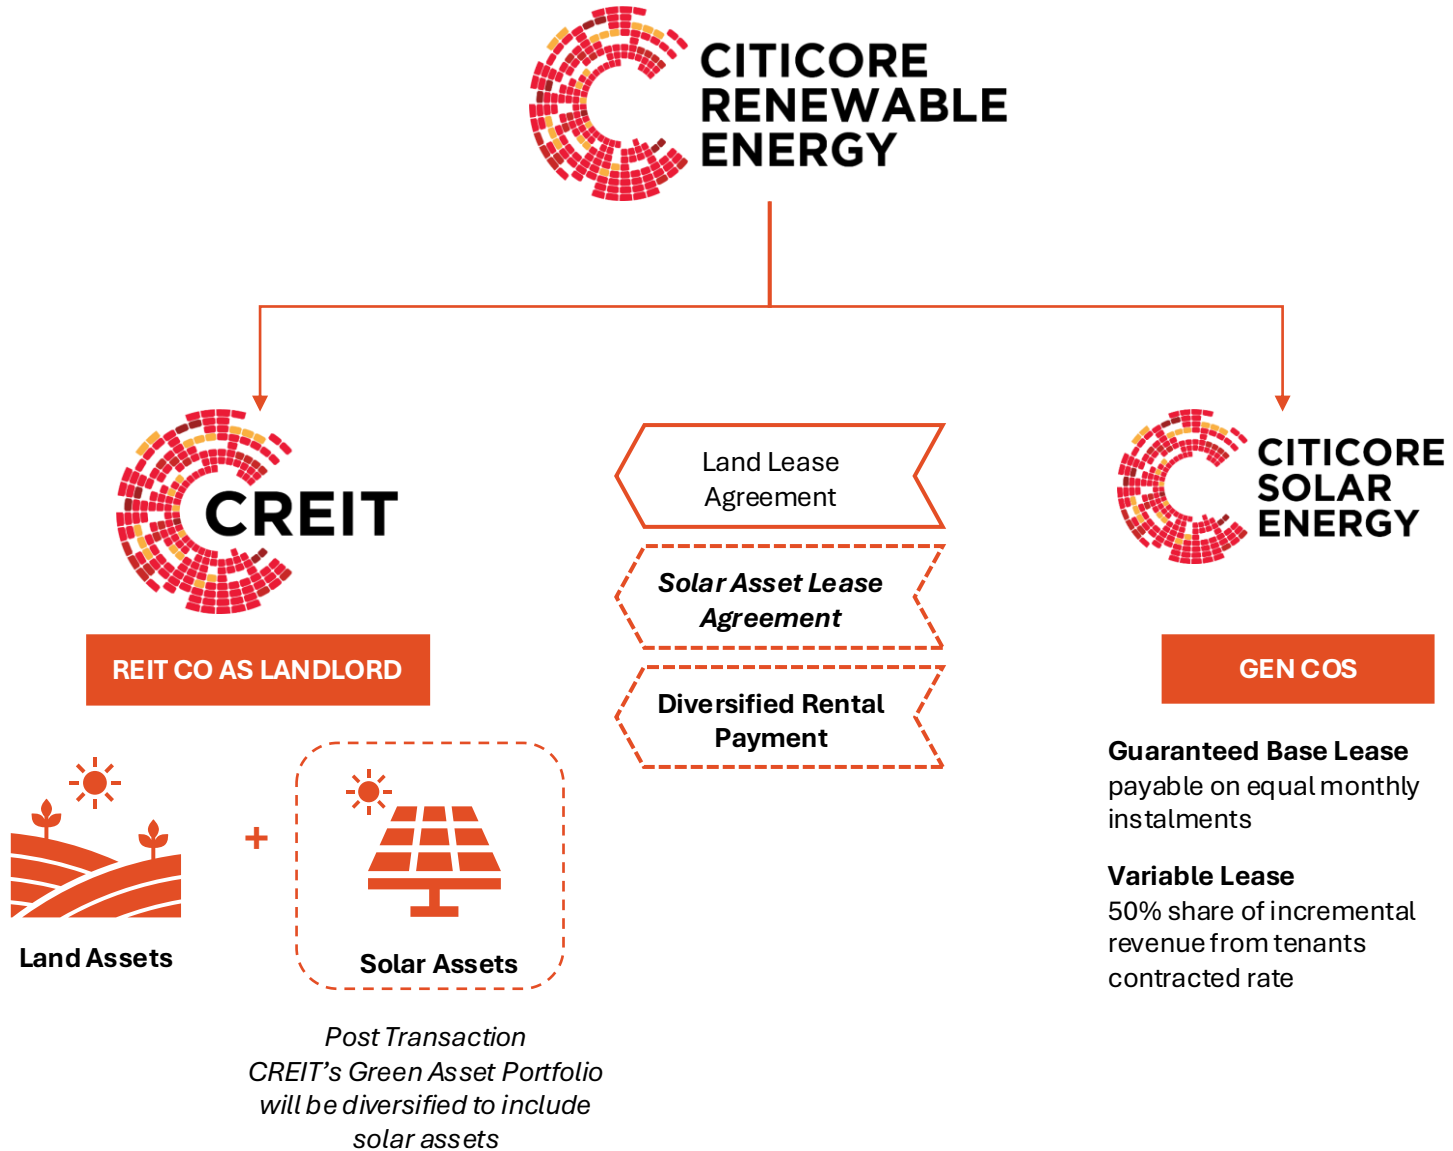 CITICORE
RENEWABLE
ENERGY
CREIT
REIT CO AS LANDLORD
Land Assets
+
Solar Assets
Post Transaction
CREIT’s Green Asset Portfolio
will be diversified to include
solar assets
Land Lease
Agreement
Solar Asset Lease
Agreement
Diversified Rental
Payment
CITICORE
SOLAR
ENERGY
GEN COS
Guaranteed Base Lease
payable on equal monthly
instalments
Variable Lease
50% share of incremental
revenue from tenants
contracted rate